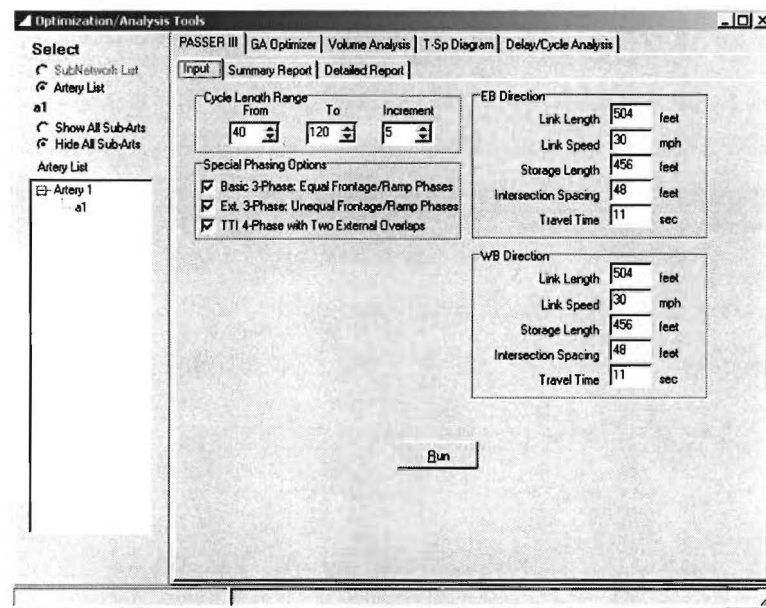 Optimization/Analysis Tools
Select
SubNetwork List
Artery List
a1
Show All Sub-Arts
Hide All Sub-Arts
Artery List
Artery 1
a1
PASSER III
GA Optimizer
Volume Analysis
T-Sp Diagram
Delay/Cycle Analysis
Input
Summary Report
Detailed Report
Cycle Length Range
From To Increment
40 120 5
Special Phasing Options
Basic 3-Phase: Equal Frontage/Ramp Phases
Ext. 3-Phase: Unequal Frontage/Ramp Phases
TTI 4-Phase with Two External Overlaps
EB Direction
Link Length 504 feet
Link Speed 30 mph
Storage Length 456 feet
Intersection Spacing 48 feet
Travel Time 11 sec
WB Direction
Link Length 504 feet
Link Speed 30 mph
Storage Length 456 feet
Intersection Spacing 48 feet
Travel Time 11 sec
Run